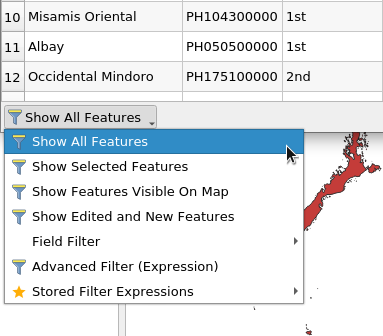 10 Misamis Oriental PH104300000 1st
11 Albay PH050500000 1st
12 Occidental Mindoro PH175100000 2nd
Show All Features
Show All Features
Show Selected Features
Show Features Visible On Map
Show Edited and New Features
Field Filter
Advanced Filter (Expression)
Stored Filter Expressions